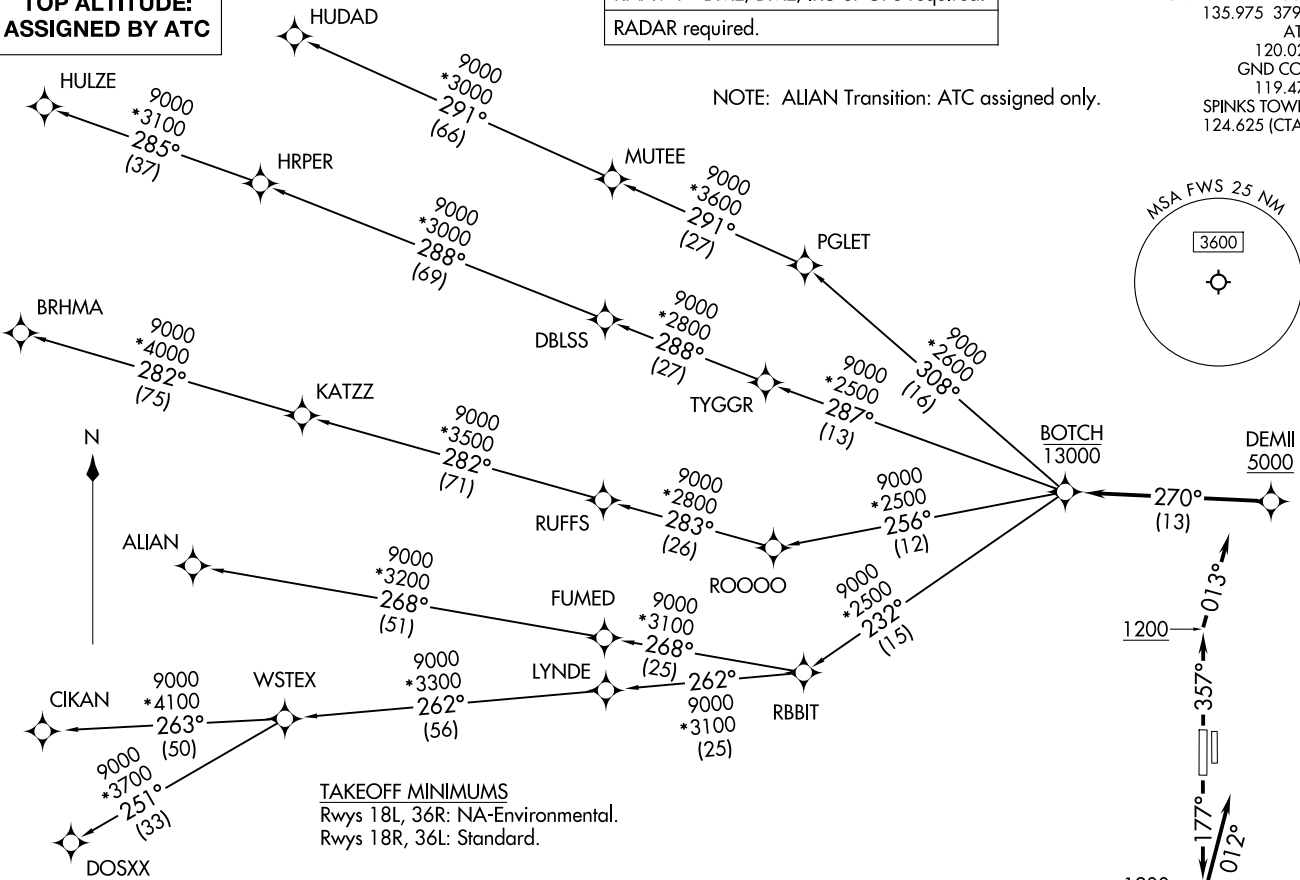 TOP ALTITUDE:
ASSIGNED BY ATC
RADAR required.
NOTE: ALIAN Transition: ATC assigned only.
135.975 379
AT
120.02
GND CO
119.47
SPINKS TOW
124.625 (CTA
MSA FWS 25 NM
3600
HUDAD
9000
*3000
291°
(66)
HULZE
9000
*3100
285°
(37)
HRPER
MUTEE
9000
*3600
291°
(27)
PGLET
9000
*3000
288°
(69)
DBLSS
9000
*2800
288°
(27)
TYGGR
9000
*2500
287°
(13)
9000
*2600
308°
(16)
BRHMA
9000
*4000
282°
(75)
KATZZ
9000
*3500
282°
(71)
RUFFS
9000
*2800
283°
(26)
ROOOO
9000
*2500
256°
(12)
BOTCH
13000
DEMII
5000
270°
(13)
N
ALIAN
9000
*3200
268°
(51)
FUMED
9000
*3100
268°
(25)
9000
*2500
232°
(15)
RBBIT
LYNDE
262°
9000
*3100
(25)
CIKAN
9000
*4100
263°
(50)
WSTEX
9000
*3300
262°
(56)
9000
*3700
251°
(33)
DOSXX
TAKEOFF MINIMUMS
Rwys 18L, 36R: NA-Environmental.
Rwys 18R, 36L: Standard.
013°
1200
357°
177°
012°